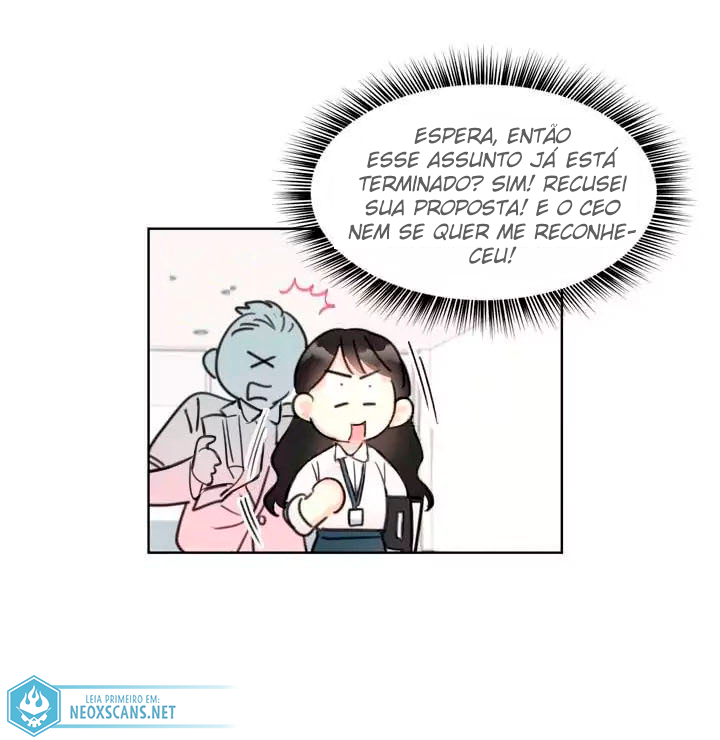 ESPERA, ENTÃO
ESSE ASSUNTO JÁ ESTÁ
TERMINADO? SIM! RECUSEI
SUA PROPOSTA! E O CEO
NEM SE QUER ME RECONHE-
CEU!
LEIA PRIMEIRO EM:
NEOXSCANS.NET